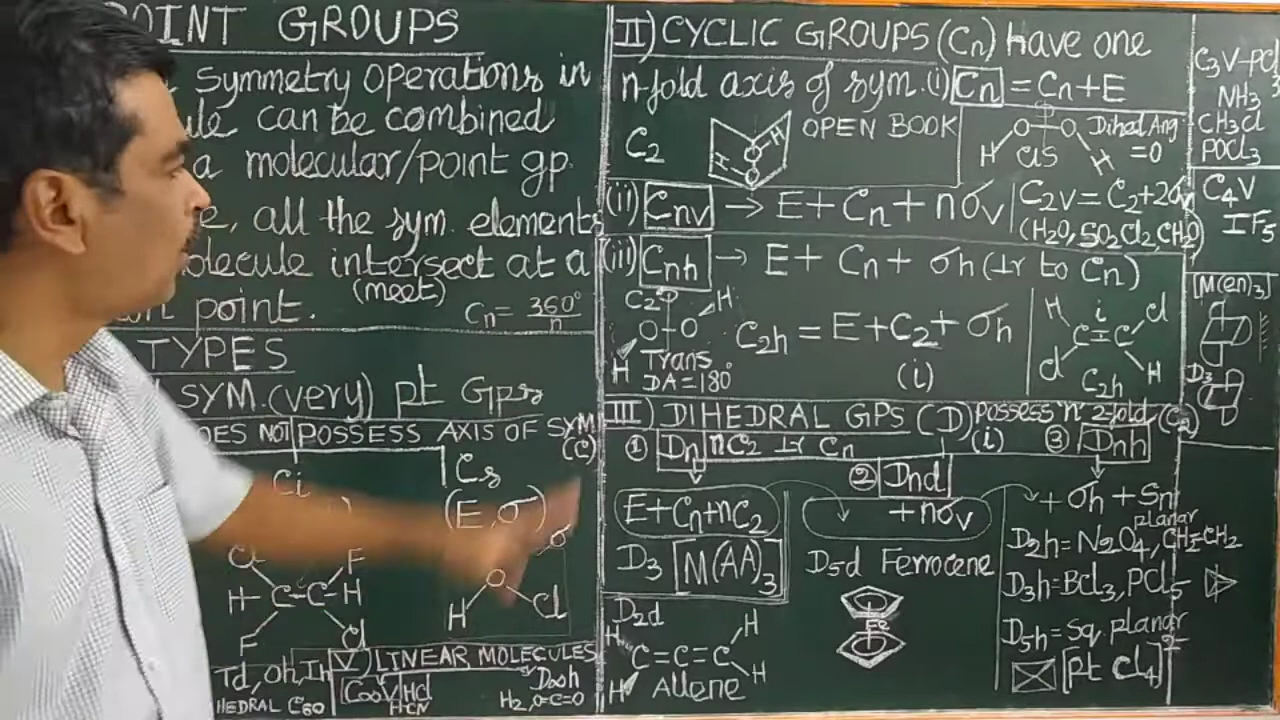 OINT GROUPS
Symmetry operations in
ule can be combined
a molecular/point gp.
e, all the sym. elements
olecule intersect at a
(meet)
point.
Cn = 360°/n
TYPES
SYM. (very) pt Gps
DOES NOT POSSESS AXIS OF SYM
(C)
Ci
Cs
(E, σ)
σ
Cl F
H C-C H
F Cl
O
H Cl
Td, Oh, Ih
HEDRAL C60
V) LINEAR MOLECULES
C∞V HCl
HCN
D∞h
H2, O=C=O
II) CYCLIC GROUPS (Cn) have one
n-fold axis of sym. (i) Cn = Cn+E
C2
H
O
O
H
OPEN BOOK
O O
H H
cis
Dihed Ang
=0
(ii) Cnv → E+Cn+nσv
C2v = C2+2σv
(H2O, SO2Cl2, CH2O)
(iii) Cnh → E+Cn+σh (⊥r to Cn)
C2
H
O-O
H
Trans
DA=180°
C2h = E+C2+σh
(i)
H i Cl
C=C
Cl H
C2h
III) DIHEDRAL GPS (D) possess 'n' 2-fold (C2)
① Dn nC2 ⊥r Cn
(i)
③ Dnh
② Dnd
E+Cn+nC2
+nσv
+ σh + Sn
planar
D3 [M(AA)3
D5d Ferrocene
Fe
D2h = N2O4, CH2=CH2
D3h = BCl3, PCl5
D5h = Sq planar
[Pt Cl4]2-
D2d
H H
C=C=C
H H
Allene
C3V-PCl3
NH3
CH3Cl
POCl3
C4V
IF5
[M(en)3]
D3